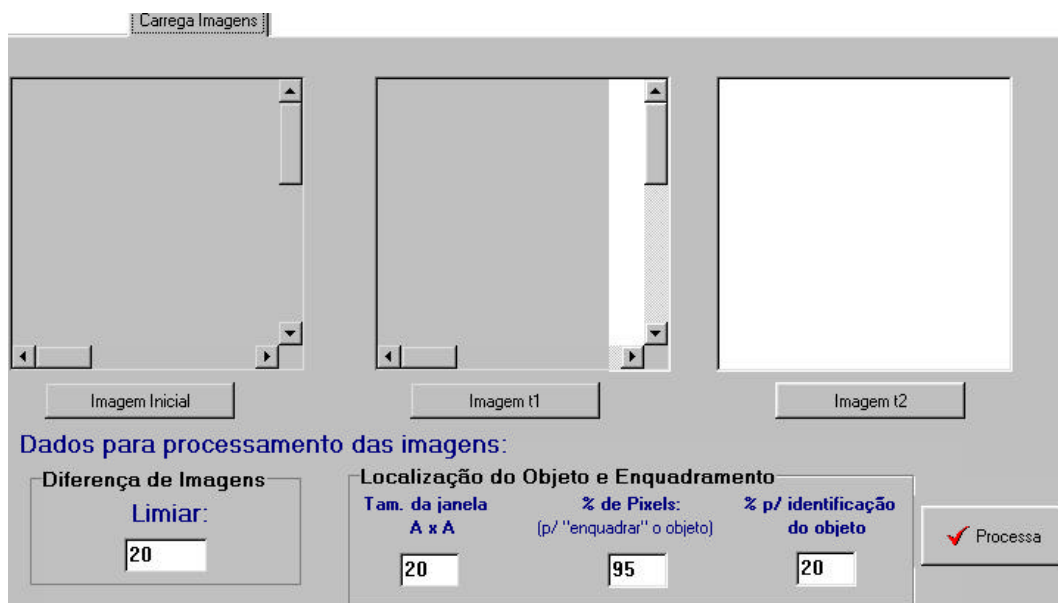 Carrega Imagens
Imagem Inicial
Imagem t1
Imagem t2
Dados para processamento das imagens:
Diferença de Imagens
Limiar:
20
Localização do Objeto e Enquadramento
Tam. da janela
A x A
20
% de Pixels:
(p/ "enquadrar" o objeto)
95
% p/ identificação
do objeto
20
Processa